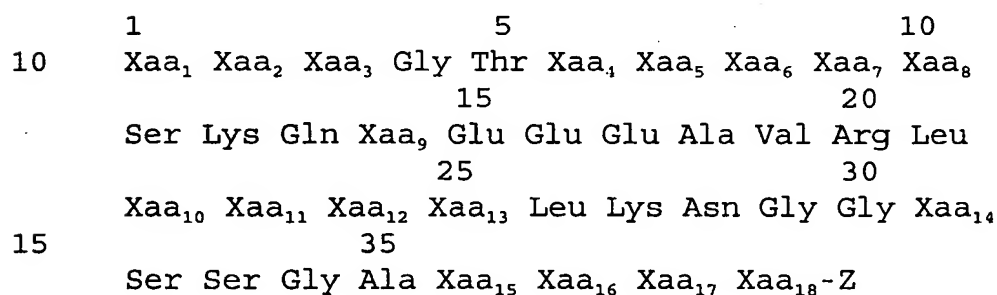 1 5 10
10 Xaa₁ Xaa₂ Xaa₃ Gly Thr Xaa₄ Xaa₅ Xaa₆ Xaa₇ Xaa₈
15 20
Ser Lys Gln Xaa₉ Glu Glu Glu Ala Val Arg Leu
25 30
Xaa₁₀ Xaa₁₁ Xaa₁₂ Xaa₁₃ Leu Lys Asn Gly Gly Xaa₁₄
15 35
Ser Ser Gly Ala Xaa₁₅ Xaa₁₆ Xaa₁₇ Xaa₁₈-Z